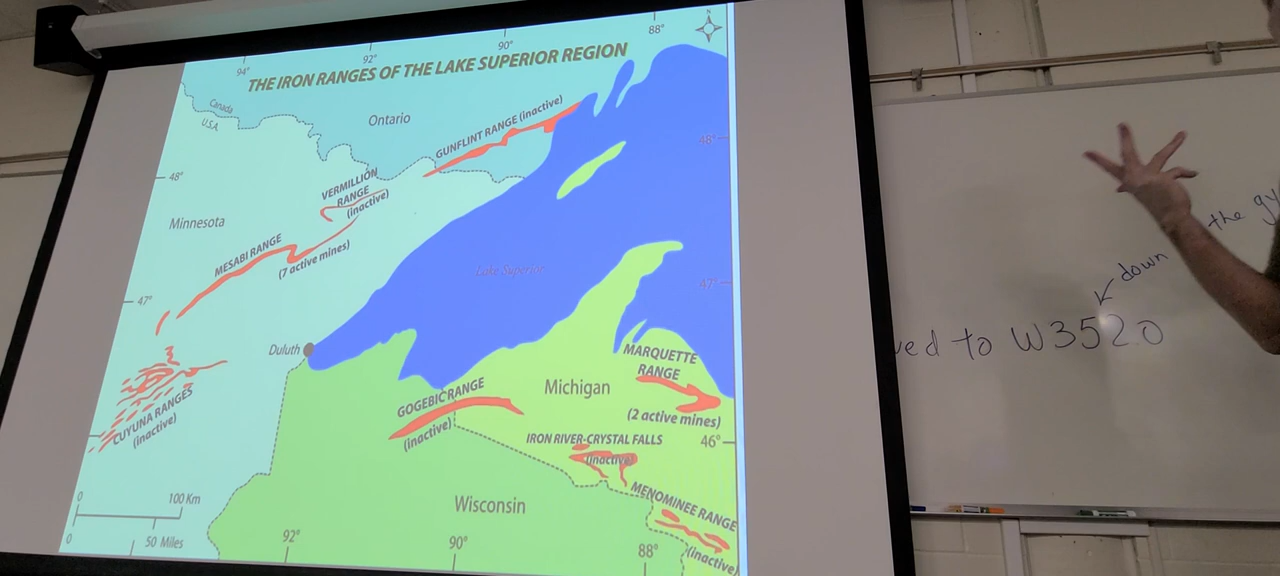 94°
92°
90°
88°
N
THE IRON RANGES OF THE LAKE SUPERIOR REGION
Canada
U.S.A.
Ontario
GUNFLINT RANGE (inactive)
48°
48°
VERMILLION
RANGE
(inactive)
Minnesota
MESABI RANGE
(7 active mines)
Lake Superior
47°
47°
Duluth
MARQUETTE
RANGE
(2 active mines)
Michigan
GOGEBIC RANGE
(inactive)
CUYUNA RANGES
(inactive)
IRON RIVER-CRYSTAL FALLS
(inactive)
46°
MENOMINEE RANGE
(inactive)
Wisconsin
0
100 Km
0
50 Miles
92°
90°
88°
the
down
to W3520